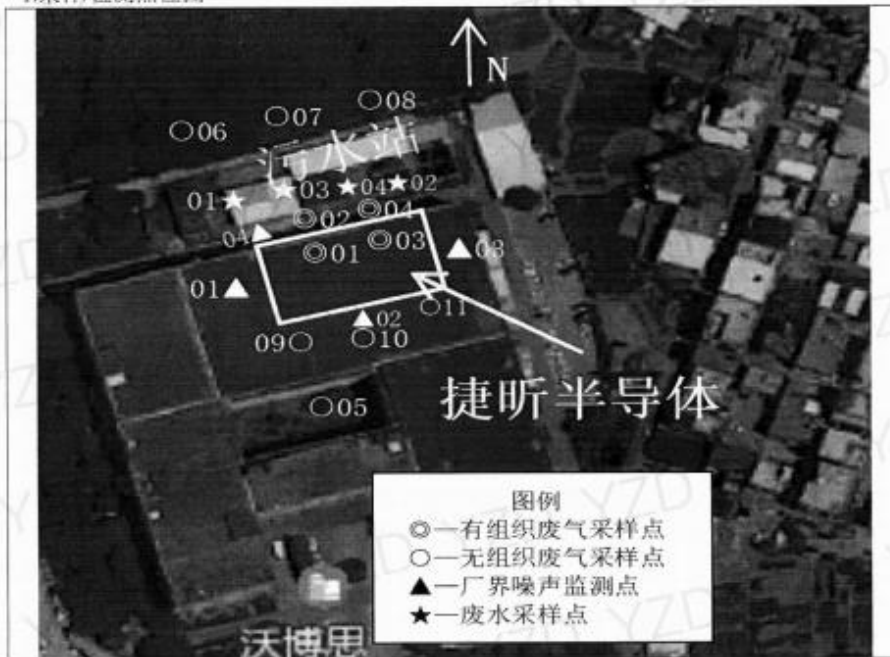 N
08
07
06
污水站
01
03
04
02
02
04
04
01
03
03
01
02
11
09
10
05
捷昕半导体
图例
◎—有组织废气采样点
○—无组织废气采样点
▲—厂界噪声监测点
★—废水采样点
沃博思
YZD